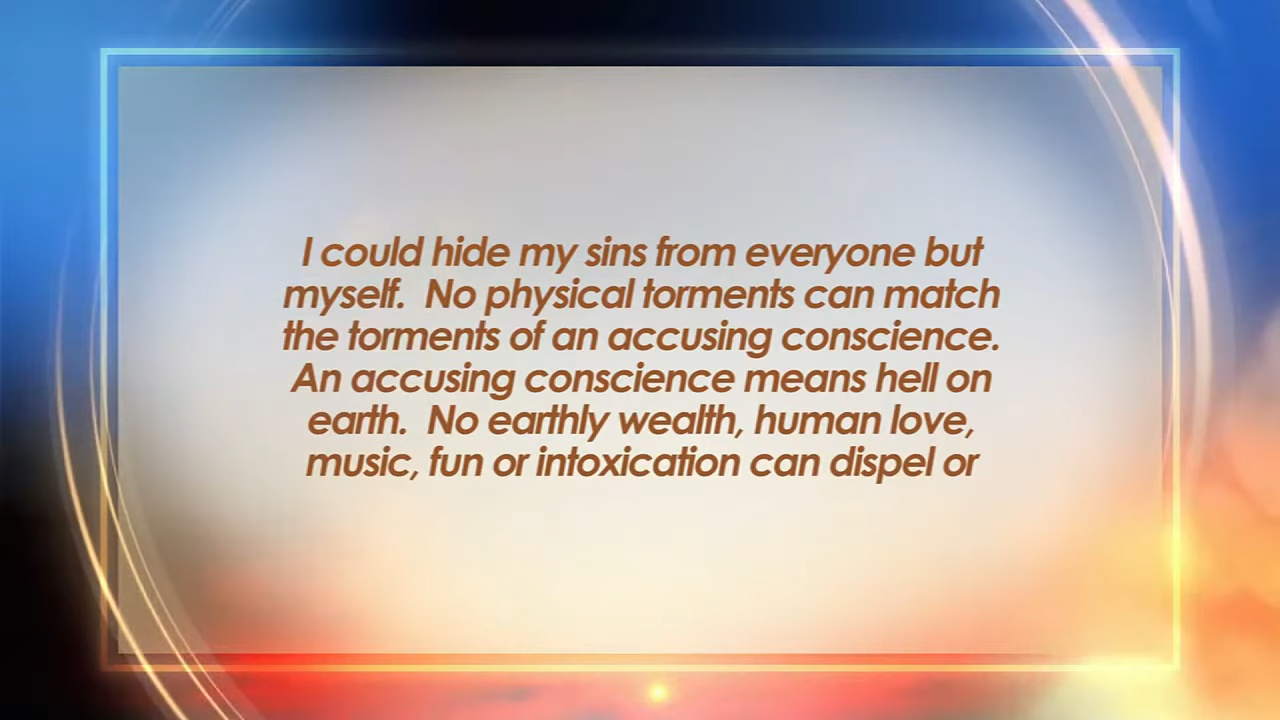 I could hide my sins from everyone but
myself.  No physical torments can match
the torments of an accusing conscience.
An accusing conscience means hell on
earth.  No earthly wealth, human love,
music, fun or intoxication can dispel or